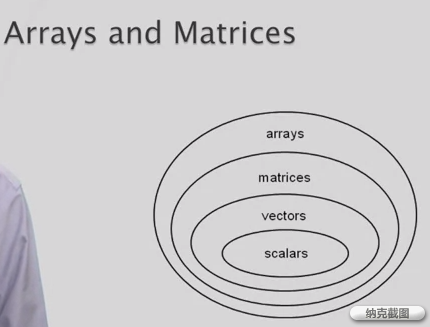 Arrays and Matrices
arrays
matrices
vectors
scalars
纳克截图